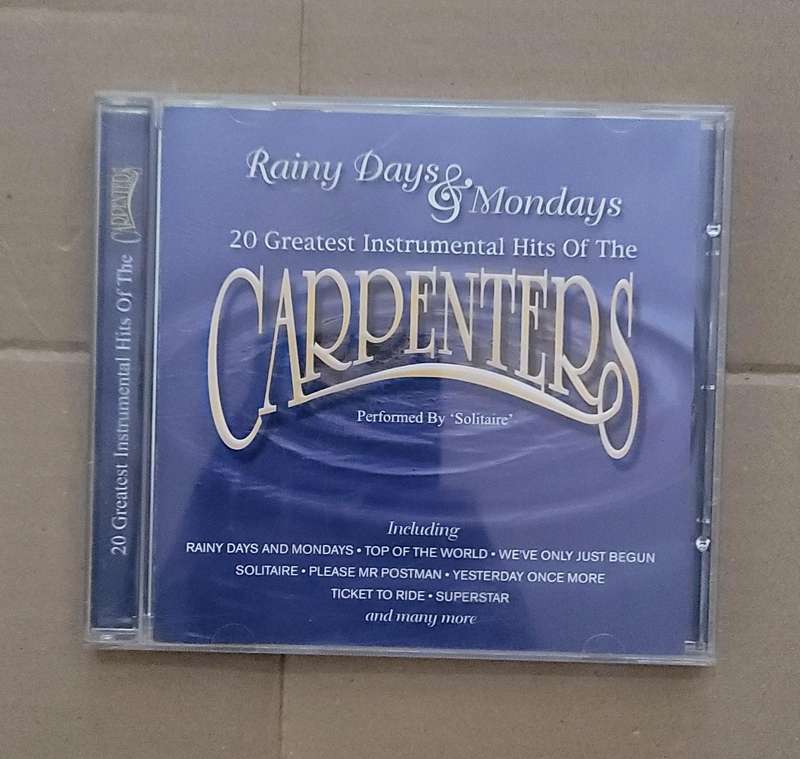 Rainy Days & Mondays
20 Greatest Instrumental Hits Of The
CARPENTERS
Performed By ‘Solitaire’
Including
RAINY DAYS AND MONDAYS • TOP OF THE WORLD • WE'VE ONLY JUST BEGUN
SOLITAIRE • PLEASE MR POSTMAN • YESTERDAY ONCE MORE
TICKET TO RIDE • SUPERSTAR
and many more
20 Greatest Instrumental Hits Of The CARPENTERS